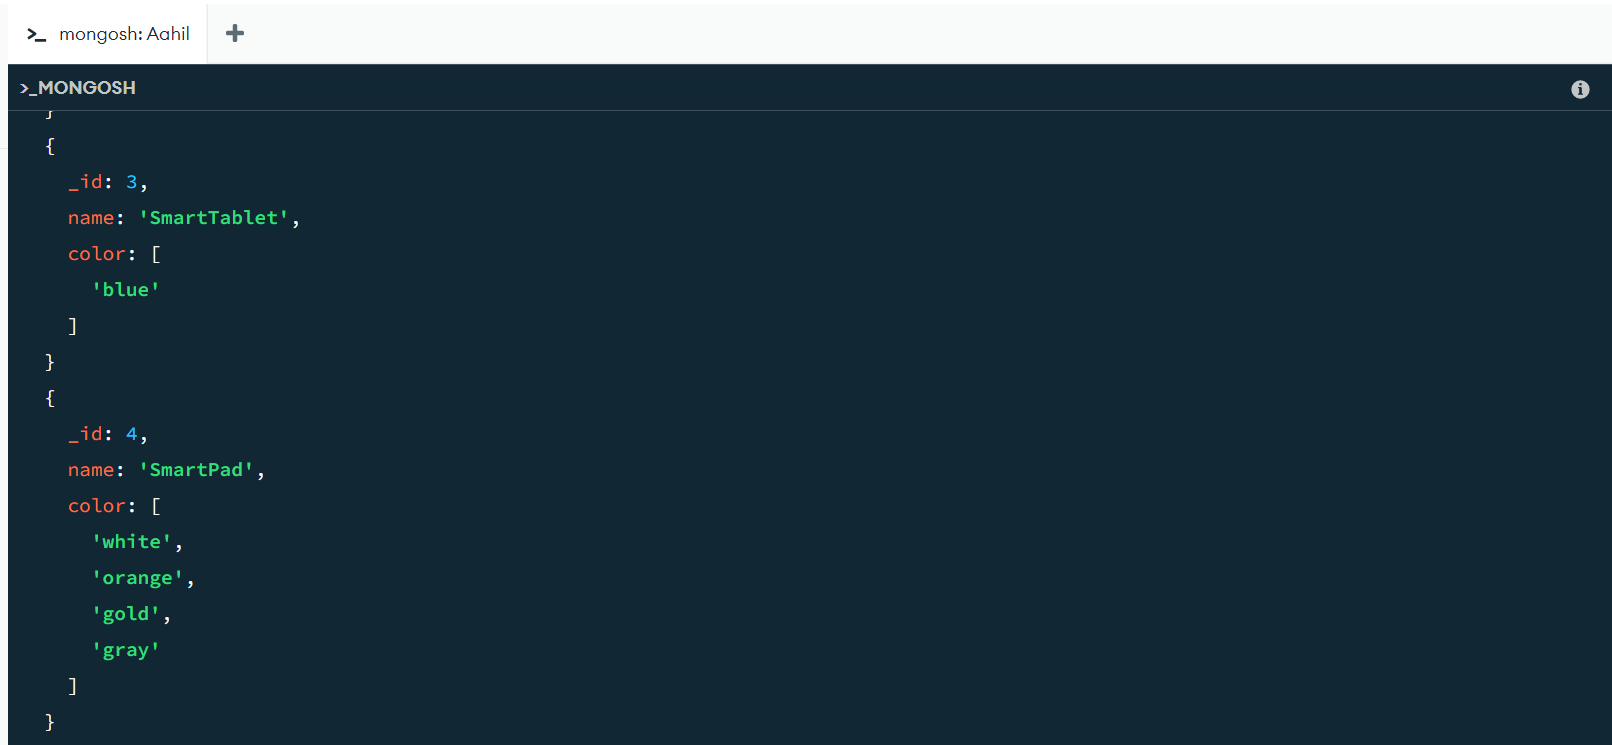 >_ mongosh: Aahil +
>_MONGOSH
}
{
_id: 3,
name: 'SmartTablet',
color: [
'blue'
]
}
{
_id: 4,
name: 'SmartPad',
color: [
'white',
'orange',
'gold',
'gray'
]
}